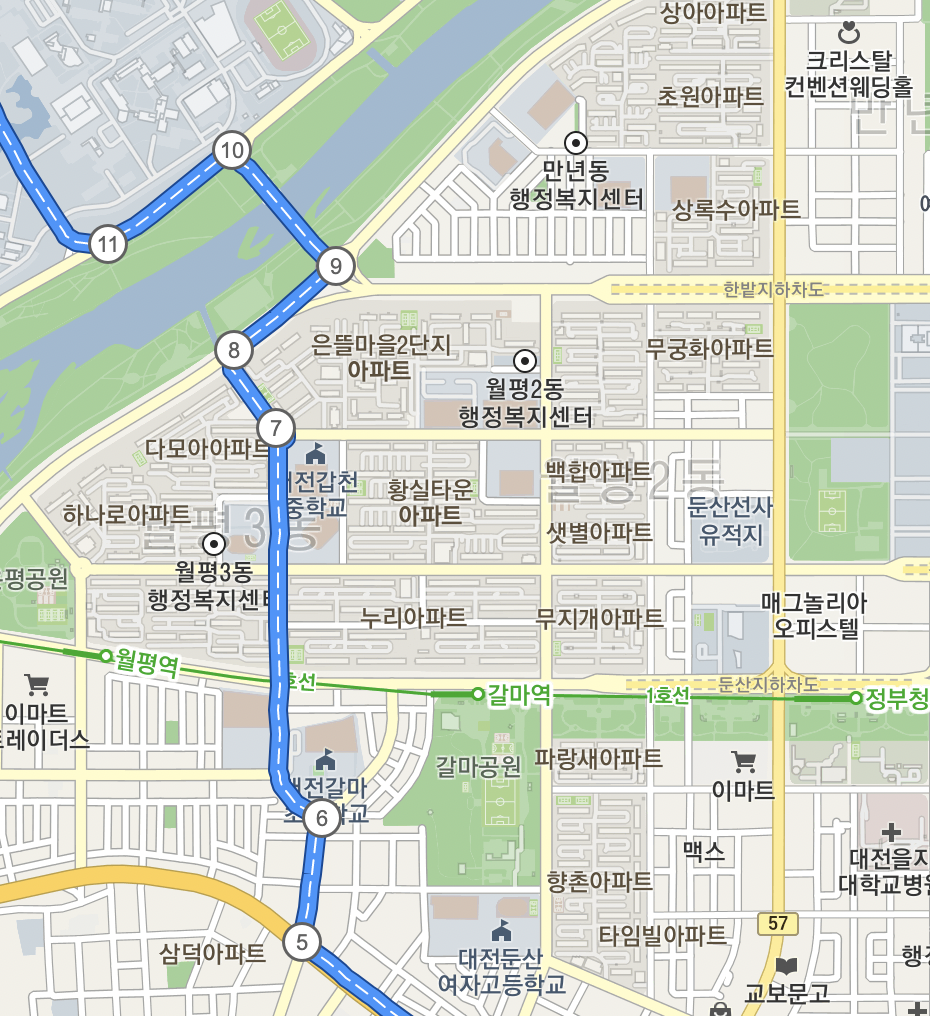 상아아파트
크리스탈
컨벤션웨딩홀
초원아파트
만년
10
만년동
행정복지센터
상록수아파트
11
9
한밭지하차도
8
은뜰마을2단지
아파트
무궁화아파트
월평2동
행정복지센터
7
다모아아파트
전갑천
중학교
황실타운
아파트
백합아파트
월평2동
둔산선사
유적지
하나로아파트
월평3동
샛별아파트
월평3동
행정복지센터
평공원
누리아파트
무지개아파트
매그놀리아
오피스텔
월평역
호선
갈마역
1호선
둔산지하차도
정부청
이마트
트레이더스
갈마공원
파랑새아파트
이마트
전갈마
학교
6
맥스
대전을지
대학교병원
향촌아파트
5
삼덕아파트
57
타임빌아파트
대전둔산
여자고등학교
행정
교보문고